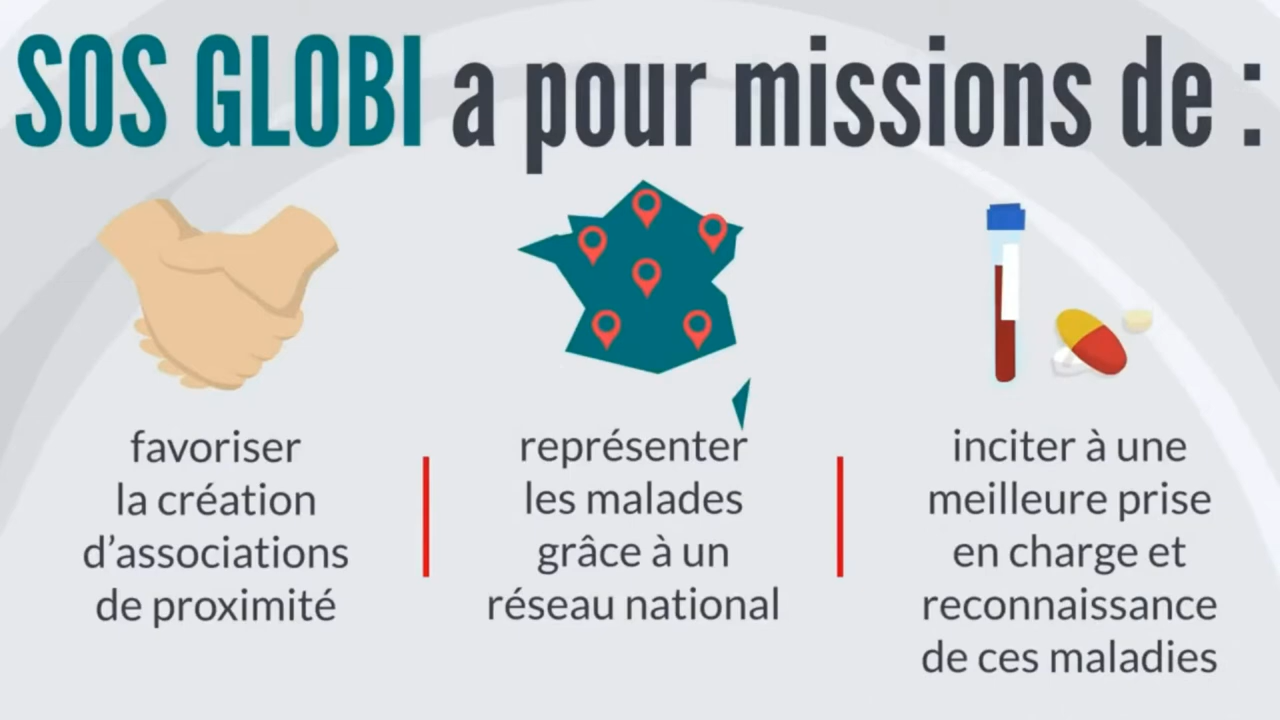 SOS GLOBI a pour missions de :
favoriser
la création
d’associations
de proximité
représenter
les malades
grâce à un
réseau national
inciter à une
meilleure prise
en charge et
reconnaissance
de ces maladies